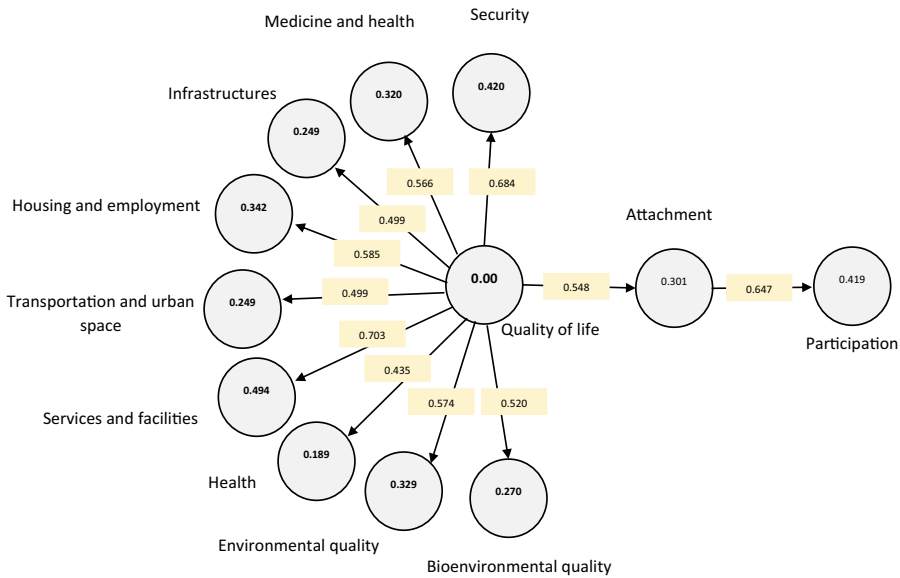 Security
Medicine and health
0.420
0.320
Infrastructures
0.249
0.566
0.684
Housing and employment
0.342
0.499
Attachment
0.585
0.00
0.301
0.419
0.548
0.647
Transportation and urban
space
0.249
0.499
Quality of life
Participation
0.703
0.435
0.494
0.574
0.520
Services and facilities
0.189
Health
0.329
0.270
Environmental quality
Bioenvironmental quality